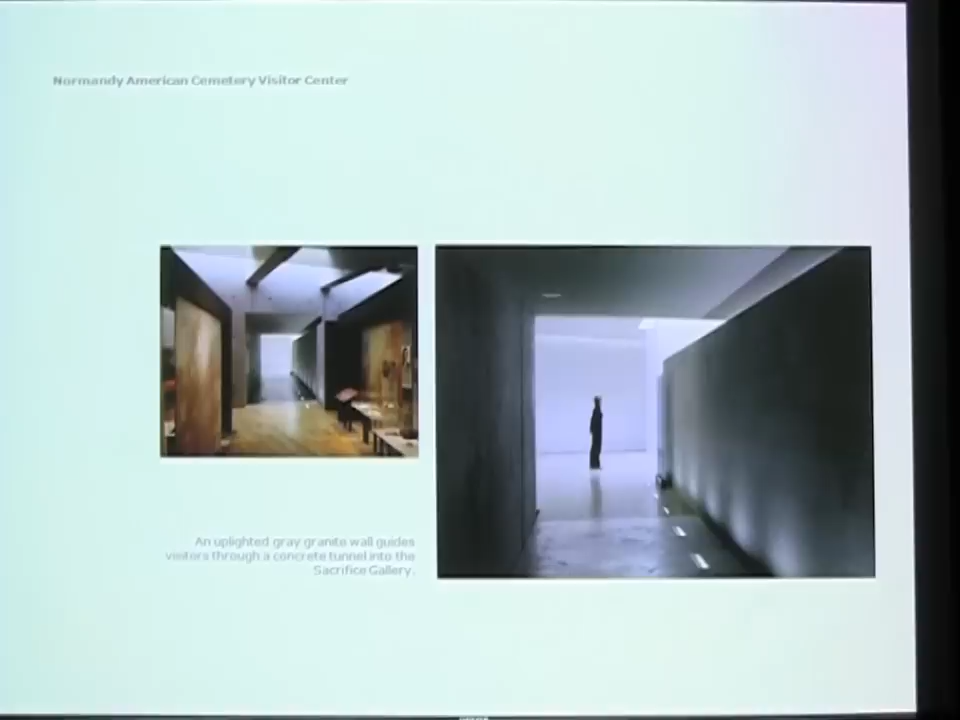 Normandy American Cemetery Visitor Center
An uplighted gray granite wall guides
visitors through a concrete tunnel into the
Sacrifice Gallery.